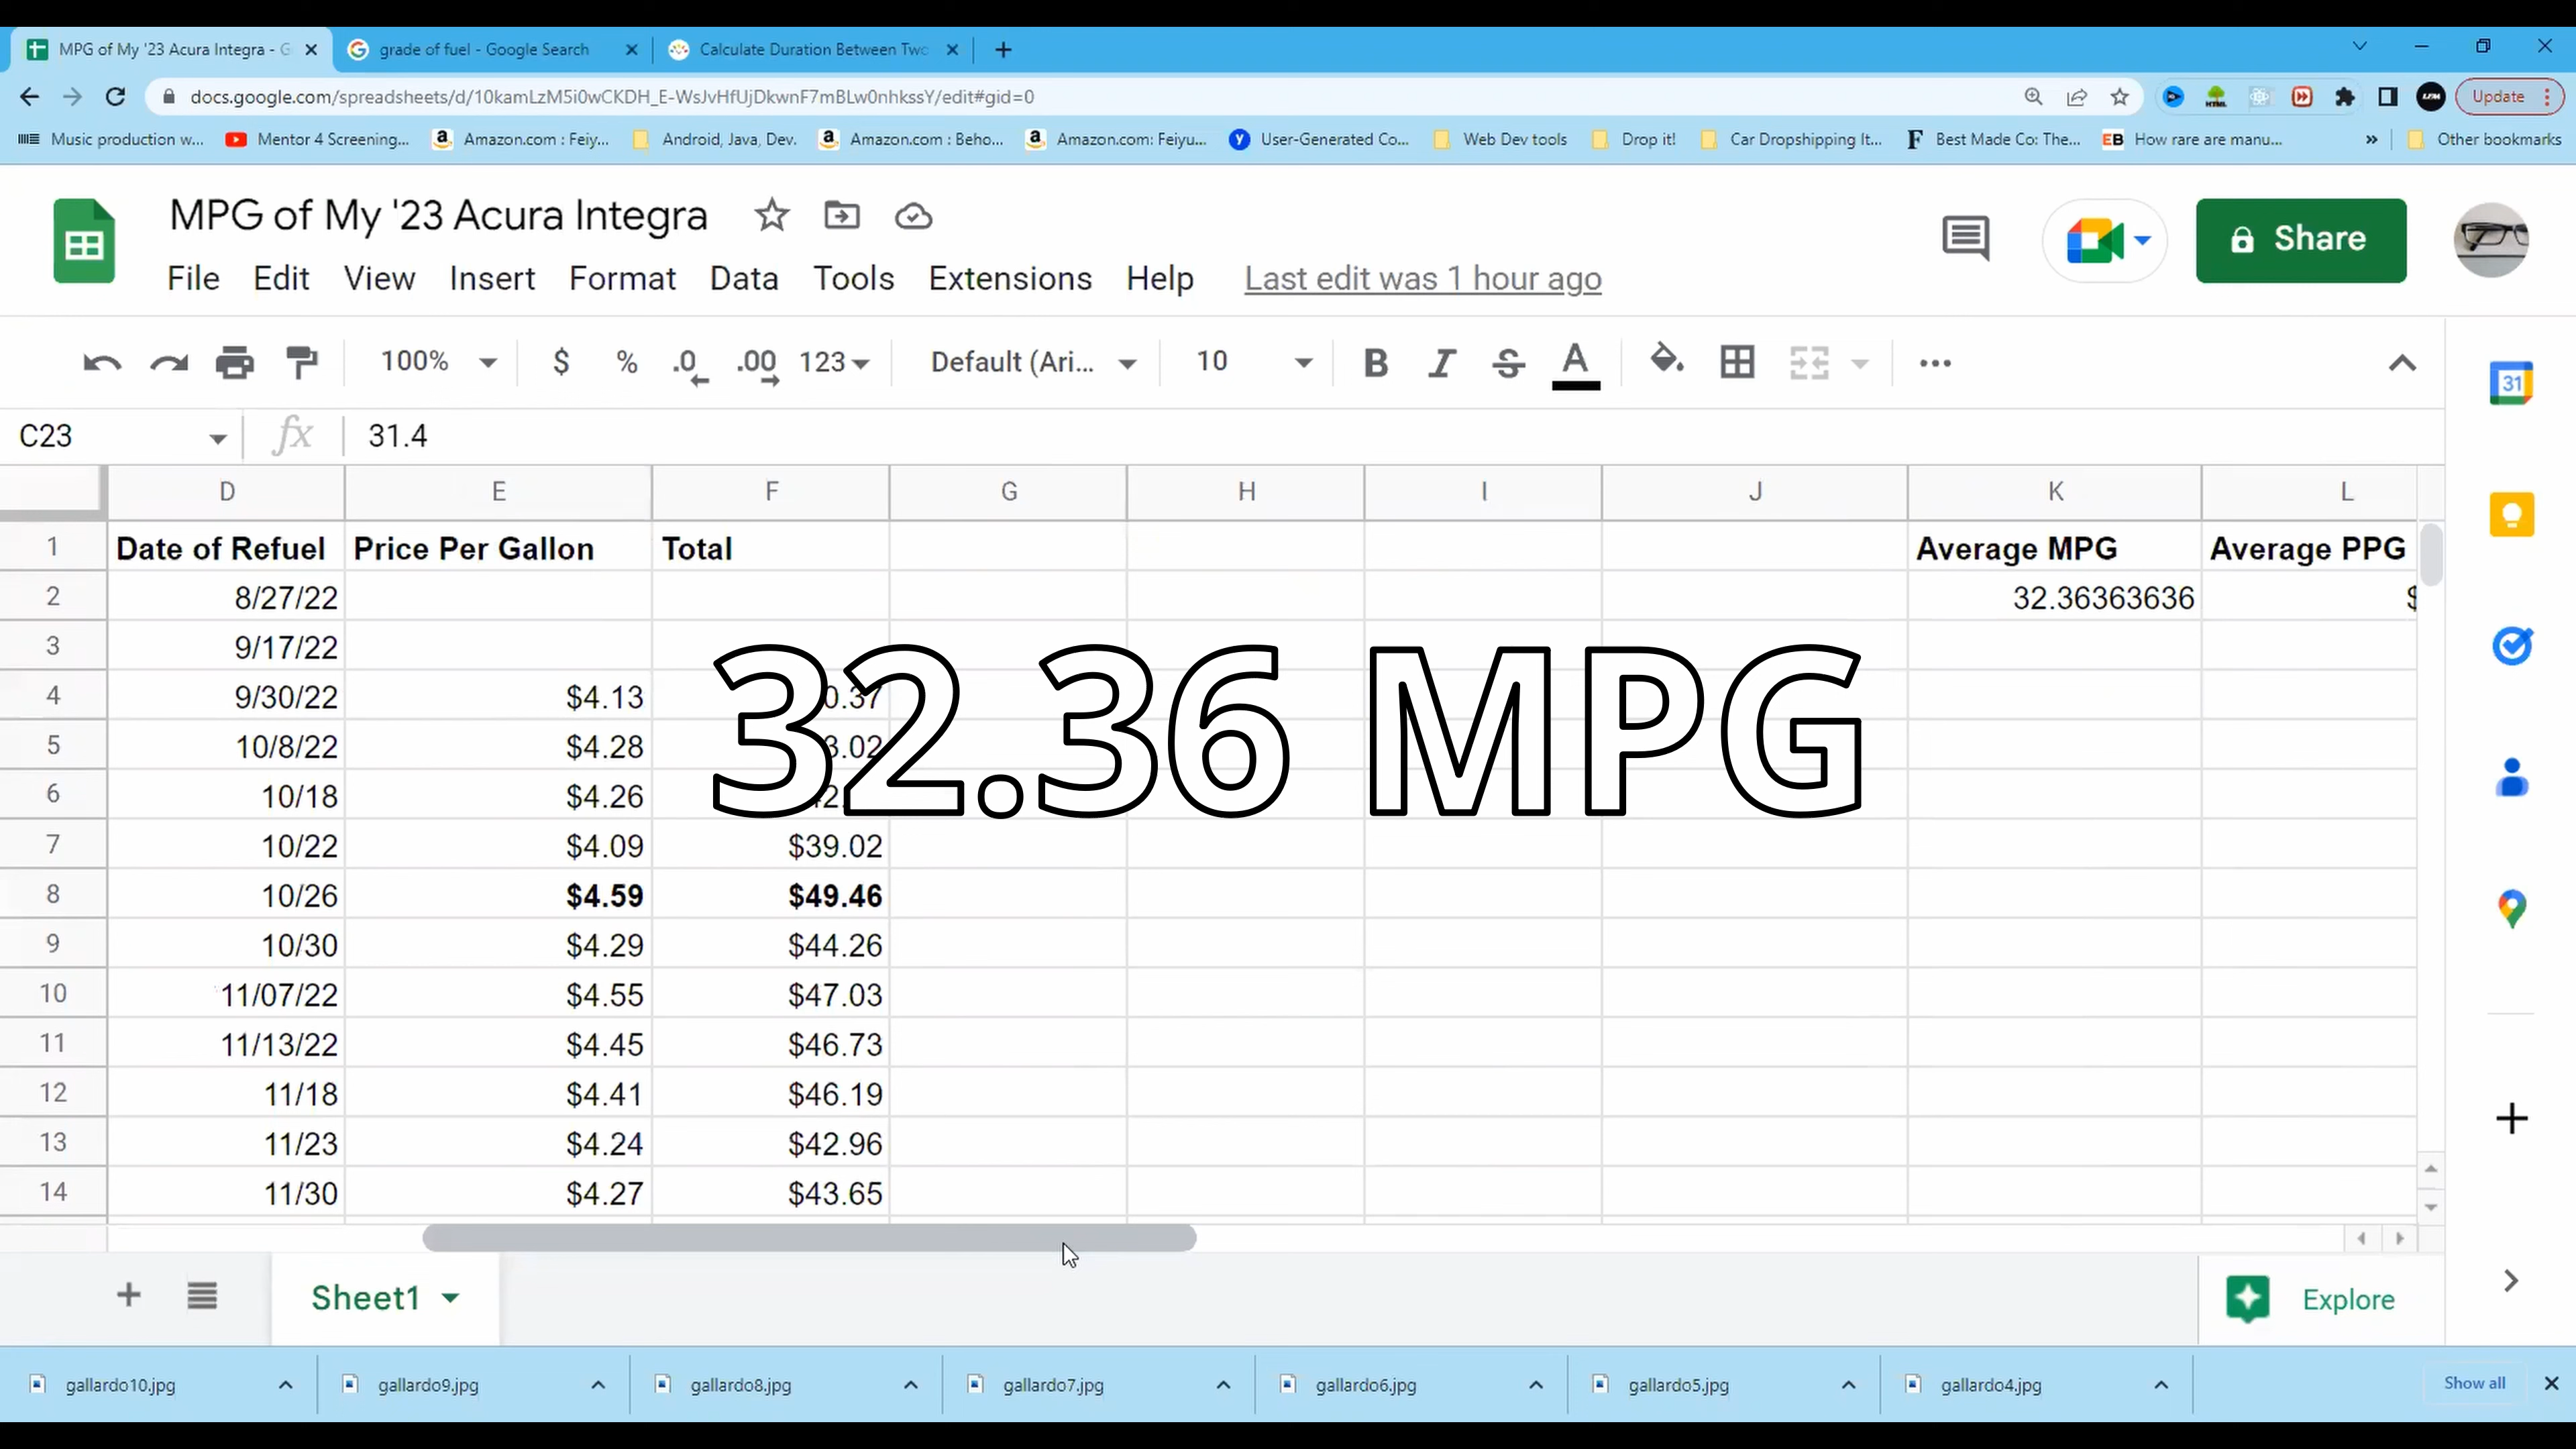 MPG of My '23 Acura Integra - G
grade of fuel - Google Search
Calculate Duration Between Two
docs.google.com/spreadsheets/d/10kamLzM5i0wCKDH_E-WsJvHfUjDkwnF7mBLw0nhkssY/edit#gid=0
Update
Music production w...
Mentor 4 Screening...
Amazon.com : Feiy...
Android, Java, Dev.
Amazon.com : Beho...
Amazon.com: Feiyu...
User-Generated Co...
Web Dev tools
Drop it!
Car Dropshipping It...
Best Made Co: The...
EB How rare are manu...
Other bookmarks
MPG of My '23 Acura Integra
Share
File Edit View Insert Format Data Tools Extensions Help Last edit was 1 hour ago
100% $ % .0 .00 123 Default (Ari... 10 B I S A
31
C23 fx 31.4
D E F G H I J K L
1 Date of Refuel Price Per Gallon Total Average MPG Average PPG
2 8/27/22 32.36363636 $
3 9/17/22
32.36 MPG
4 9/30/22 $4.13 0.37
5 10/8/22 $4.28 3.02
6 10/18 $4.26
7 10/22 $4.09 $39.02
8 10/26 $4.59 $49.46
9 10/30 $4.29 $44.26
10 11/07/22 $4.55 $47.03
11 11/13/22 $4.45 $46.73
12 11/18 $4.41 $46.19
13 11/23 $4.24 $42.96
14 11/30 $4.27 $43.65
Sheet1
Explore
gallardo10.jpg
gallardo9.jpg
gallardo8.jpg
gallardo7.jpg
gallardo6.jpg
gallardo5.jpg
gallardo4.jpg
Show all